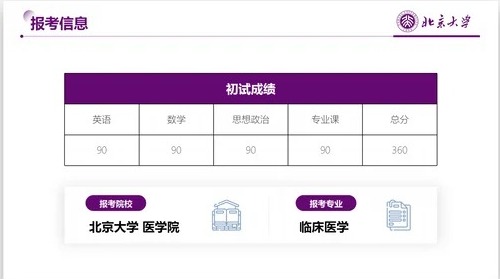 报考信息
北京大学
初试成绩
英语 数学 思想政治 专业课 总分
90 90 90 90 360
报考院校 报考专业
北京大学 医学院 临床医学